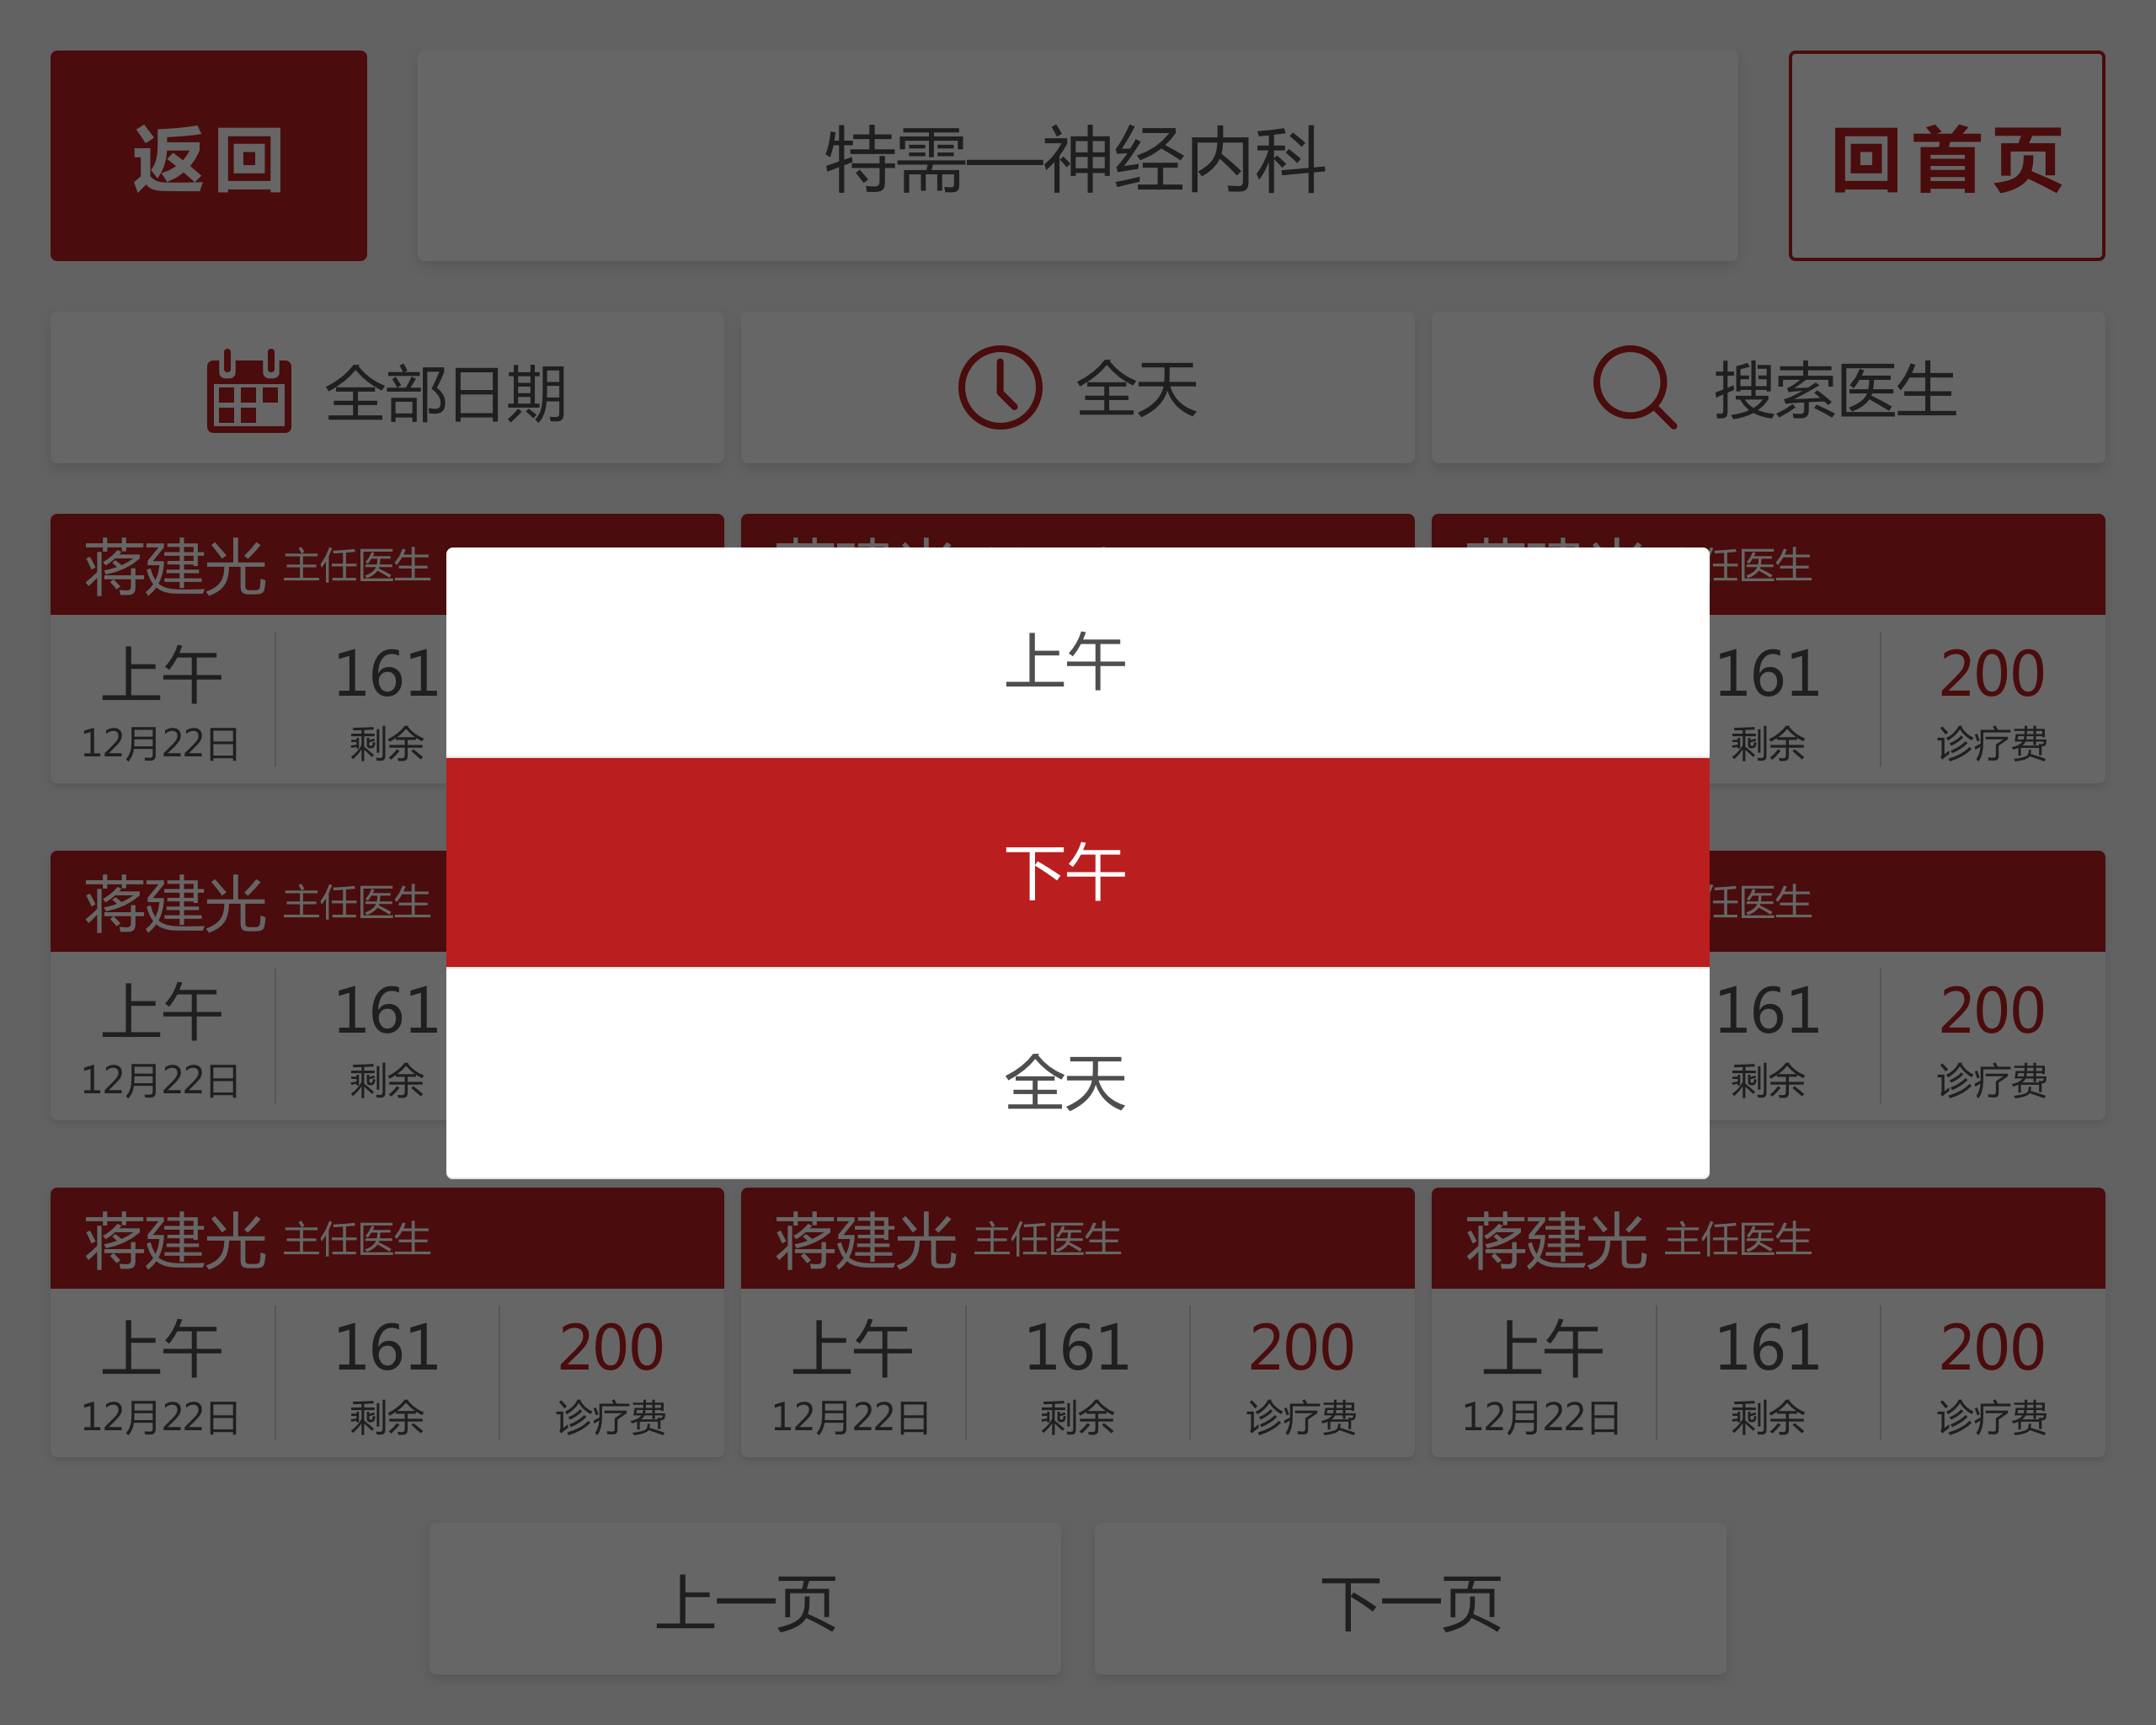 返回
特需—神经内科
回首页
全部日期
全天
搜索医生
蒋建光 主任医生
蒋建光
主任医生
上午
161
12月22日
剩余
161
200
剩余
诊疗费
上午
下午
全天
蒋建光 主任医生
主任医生
上午
161
12月22日
剩余
161
200
剩余
诊疗费
蒋建光 主任医生
蒋建光 主任医生
蒋建光 主任医生
上午
161
200
上午
161
200
上午
161
200
12月22日
剩余
诊疗费
12月22日
剩余
诊疗费
12月22日
剩余
诊疗费
上一页
下一页